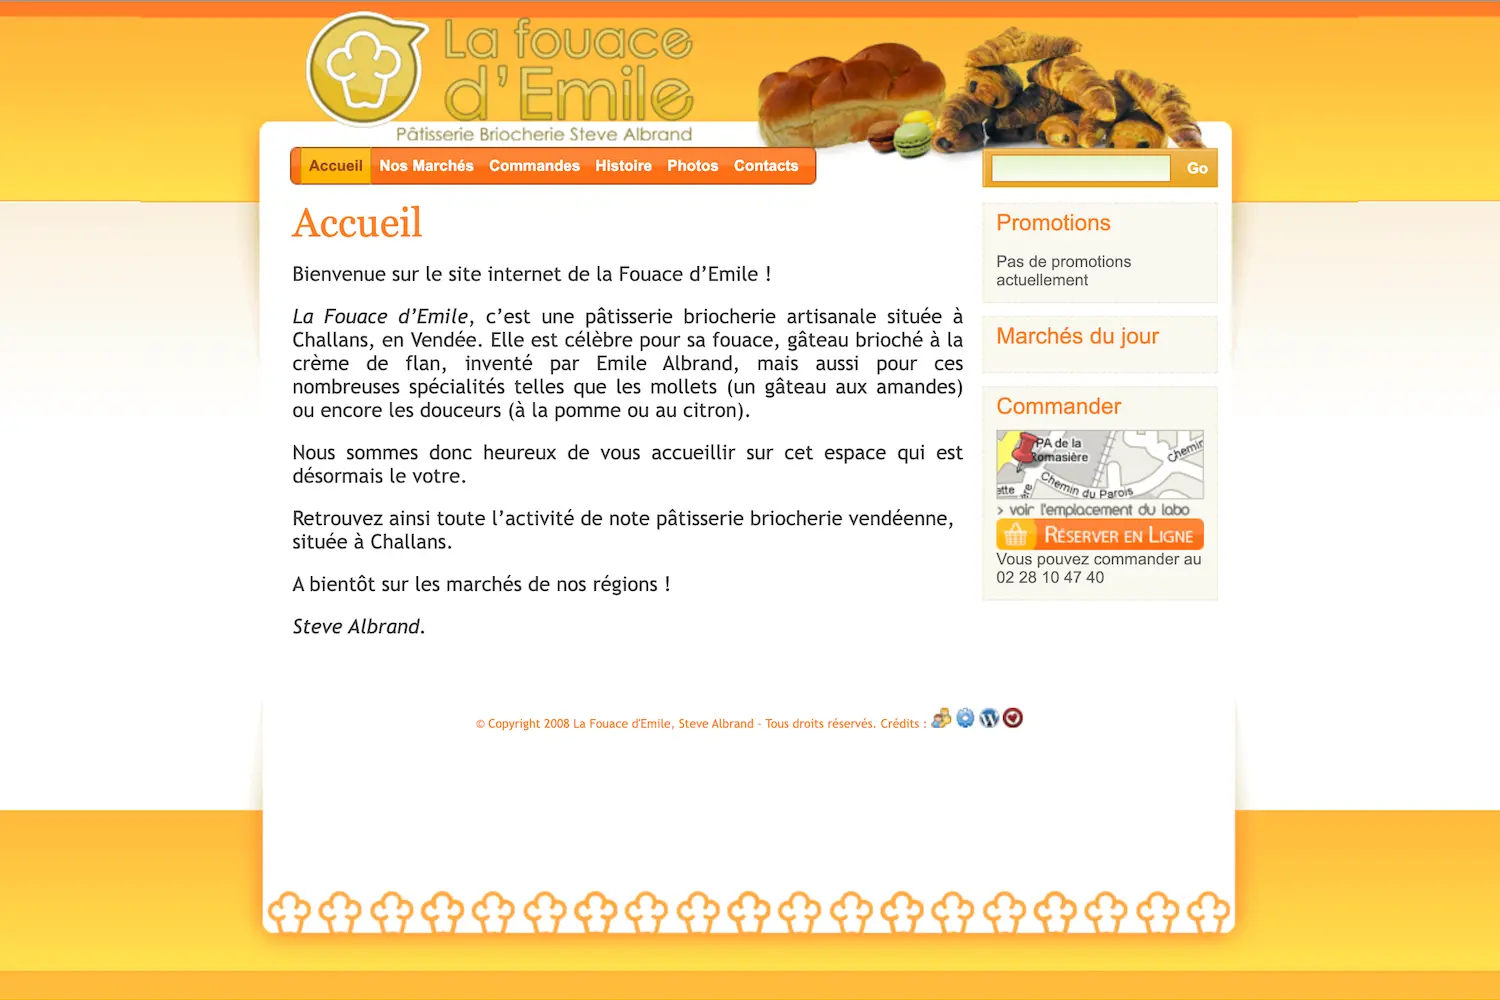 La fouace
d'Emile
Pâtisserie Briocherie Steve Albrand
Accueil Nos Marchés Commandes Histoire Photos Contacts
Go
Accueil
Bienvenue sur le site internet de la Fouace d’Emile !
La Fouace d’Emile, c’est une pâtisserie briocherie artisanale située à
Challans, en Vendée. Elle est célèbre pour sa fouace, gâteau brioché à la
crème de flan, inventé par Emile Albrand, mais aussi pour ces
nombreuses spécialités telles que les mollets (un gâteau aux amandes)
ou encore les douceurs (à la pomme ou au citron).
Nous sommes donc heureux de vous accueillir sur cet espace qui est
désormais le votre.
Retrouvez ainsi toute l’activité de note pâtisserie briocherie vendéenne,
située à Challans.
A bientôt sur les marchés de nos régions !
Steve Albrand.
Promotions
Pas de promotions
actuellement
Marchés du jour
Commander
PA de la
Romasière
Chemin
Chemin du Parois
ette
ère
> voir l'emplacement du labo
Réserver en Ligne
Vous pouvez commander au
02 28 10 47 40
© Copyright 2008 La Fouace d'Emile, Steve Albrand - Tous droits réservés. Crédits :